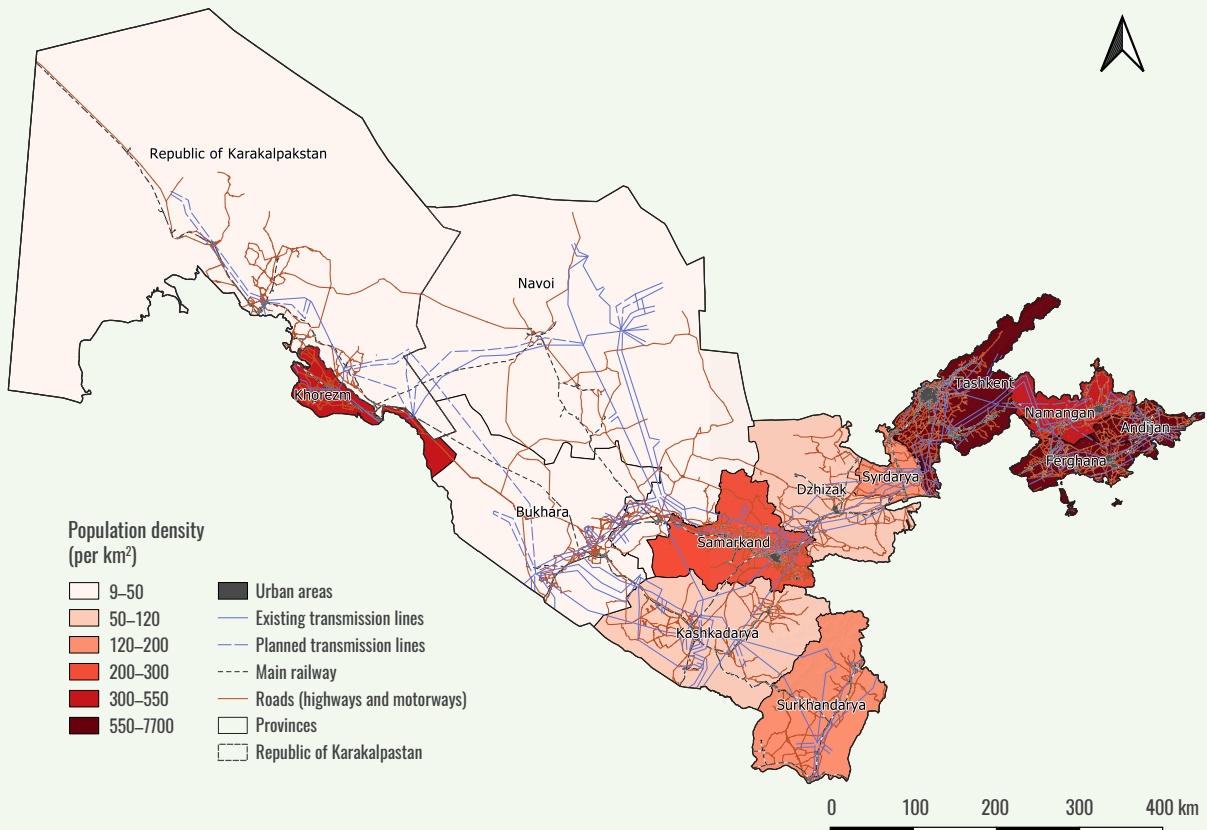 Republic of Karakalpakstan
Navoi
Khorezm
Tashkent
Namangan
Andijan
Ferghana
Syrdarya
Dzhizak
Bukhara
Samarkand
Kashkadarya
Surkhandarya
Population density
(per km²)
9–50
50–120
120–200
200–300
300–550
550–7700
Urban areas
Existing transmission lines
Planned transmission lines
Main railway
Roads (highways and motorways)
Provinces
Republic of Karakalpastan
0 100 200 300 400 km